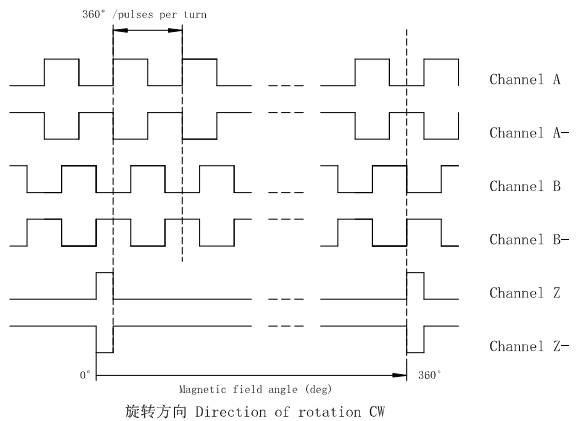 360° /pulses per turn
Channel A
Channel A-
Channel B
Channel B-
Channel Z
Channel Z-
0°
360°
Magnetic field angle (deg)
旋转方向 Direction of rotation CW